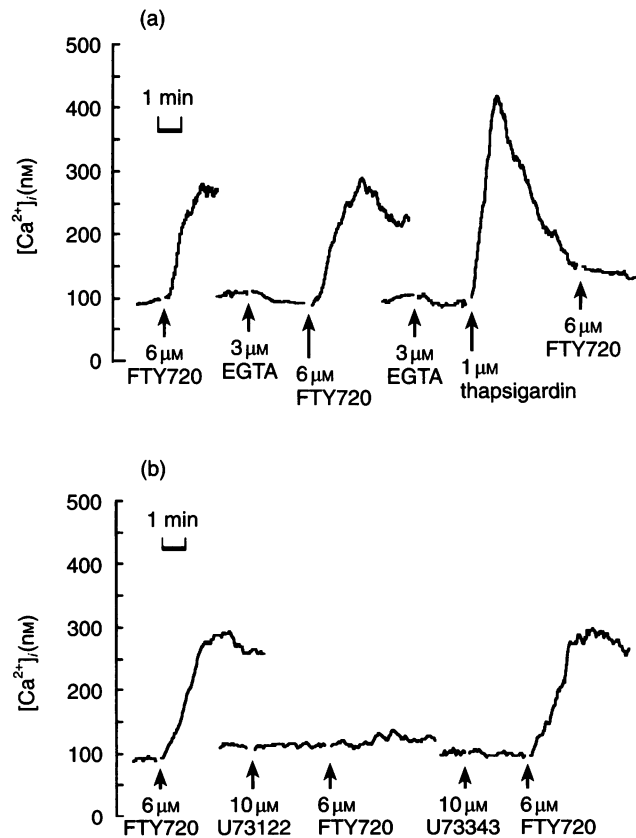 (a)
500
400
300
200
100
0
[Ca²⁺]ᵢ(nM)
1 min
6 μM
FTY720
3 μM
EGTA
6 μM
FTY720
3 μM
EGTA
1 μM
thapsigardin
6 μM
FTY720
(b)
500
400
300
200
100
0
[Ca²⁺]ᵢ(nM)
1 min
6 μM
FTY720
10 μM
U73122
6 μM
FTY720
10 μM
U73343
6 μM
FTY720